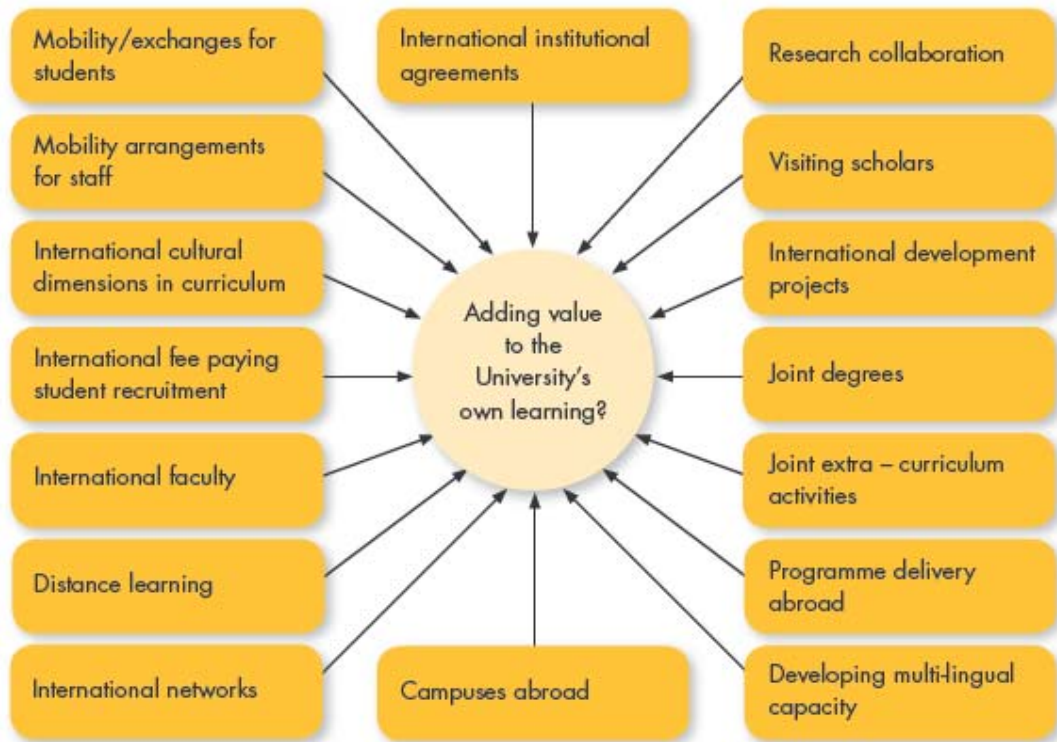 Mobility/exchanges for
students
International institutional
agreements
Research collaboration
Mobility arrangements
for staff
Visiting scholars
International cultural
dimensions in curriculum
International development
projects
Adding value
to the
University’s
own learning?
International fee paying
student recruitment
Joint degrees
International faculty
Joint extra – curriculum
activities
Distance learning
Programme delivery
abroad
International networks
Campuses abroad
Developing multi-lingual
capacity